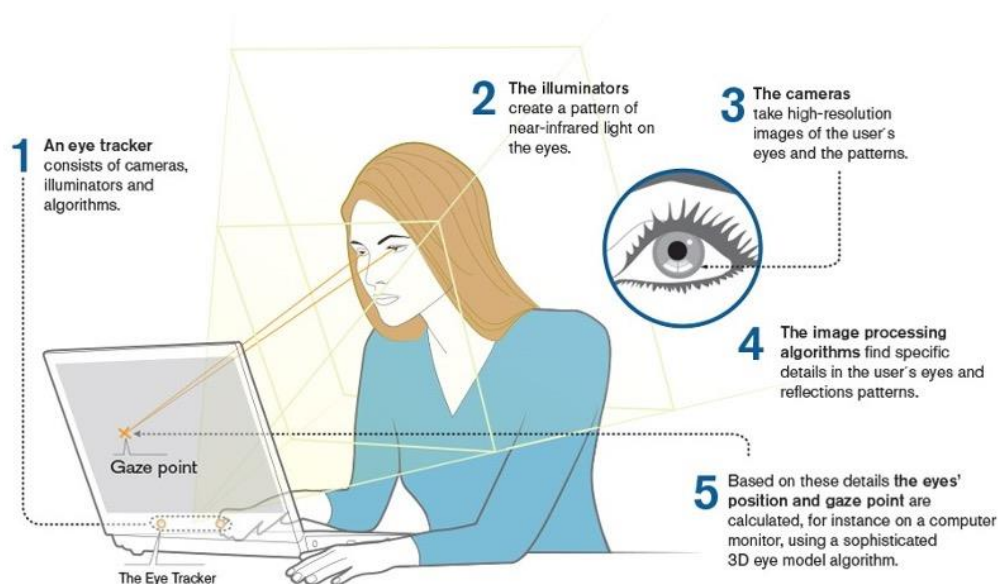 1
An eye tracker
consists of cameras,
illuminators and
algorithms.
2
The illuminators
create a pattern of
near-infrared light on
the eyes.
3
The cameras
take high-resolution
images of the user's
eyes and the patterns.
4
The image processing
algorithms find specific
details in the user's eyes and
reflections patterns.
5
Based on these details the eyes'
position and gaze point are
calculated, for instance on a computer
monitor, using a sophisticated
3D eye model algorithm.
Gaze point
The Eye Tracker